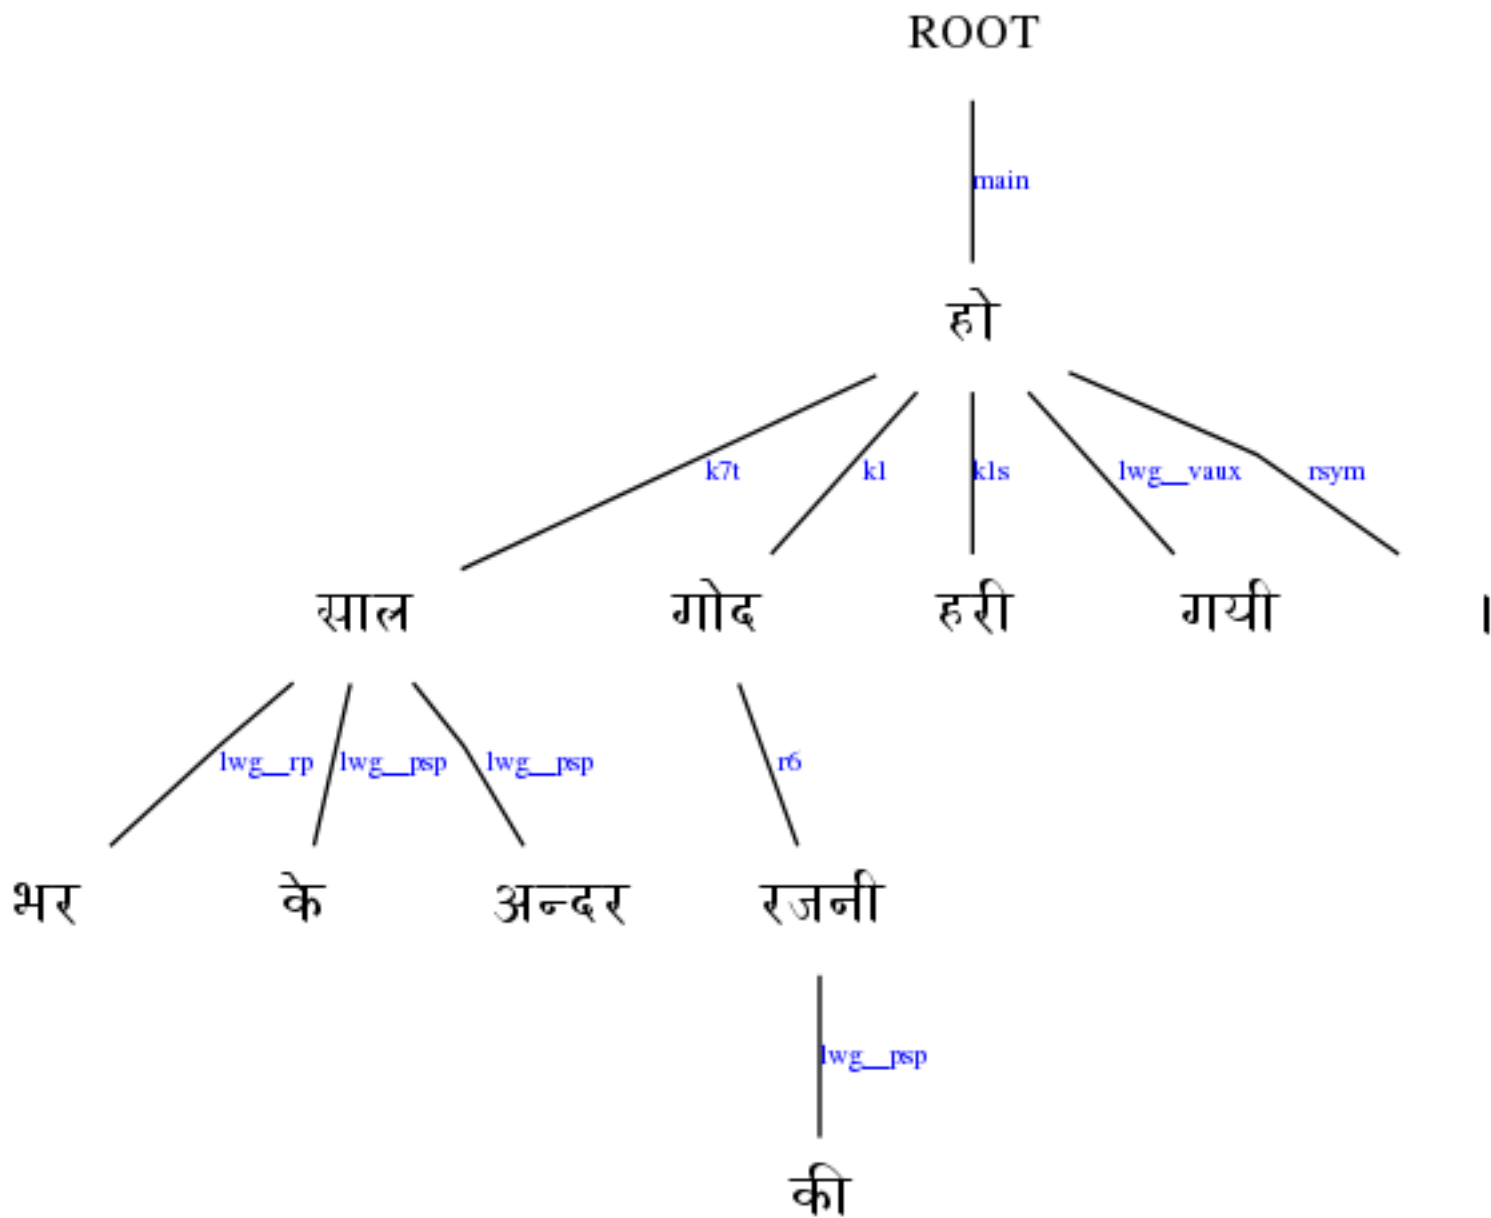 ROOT
main
हो
k7t k1 k1s lwg__vaux rsym
साल गोद हरी गयी ।
lwg__rp lwg__psp lwg__psp r6
भर के अन्दर रजनी
lwg__psp
की